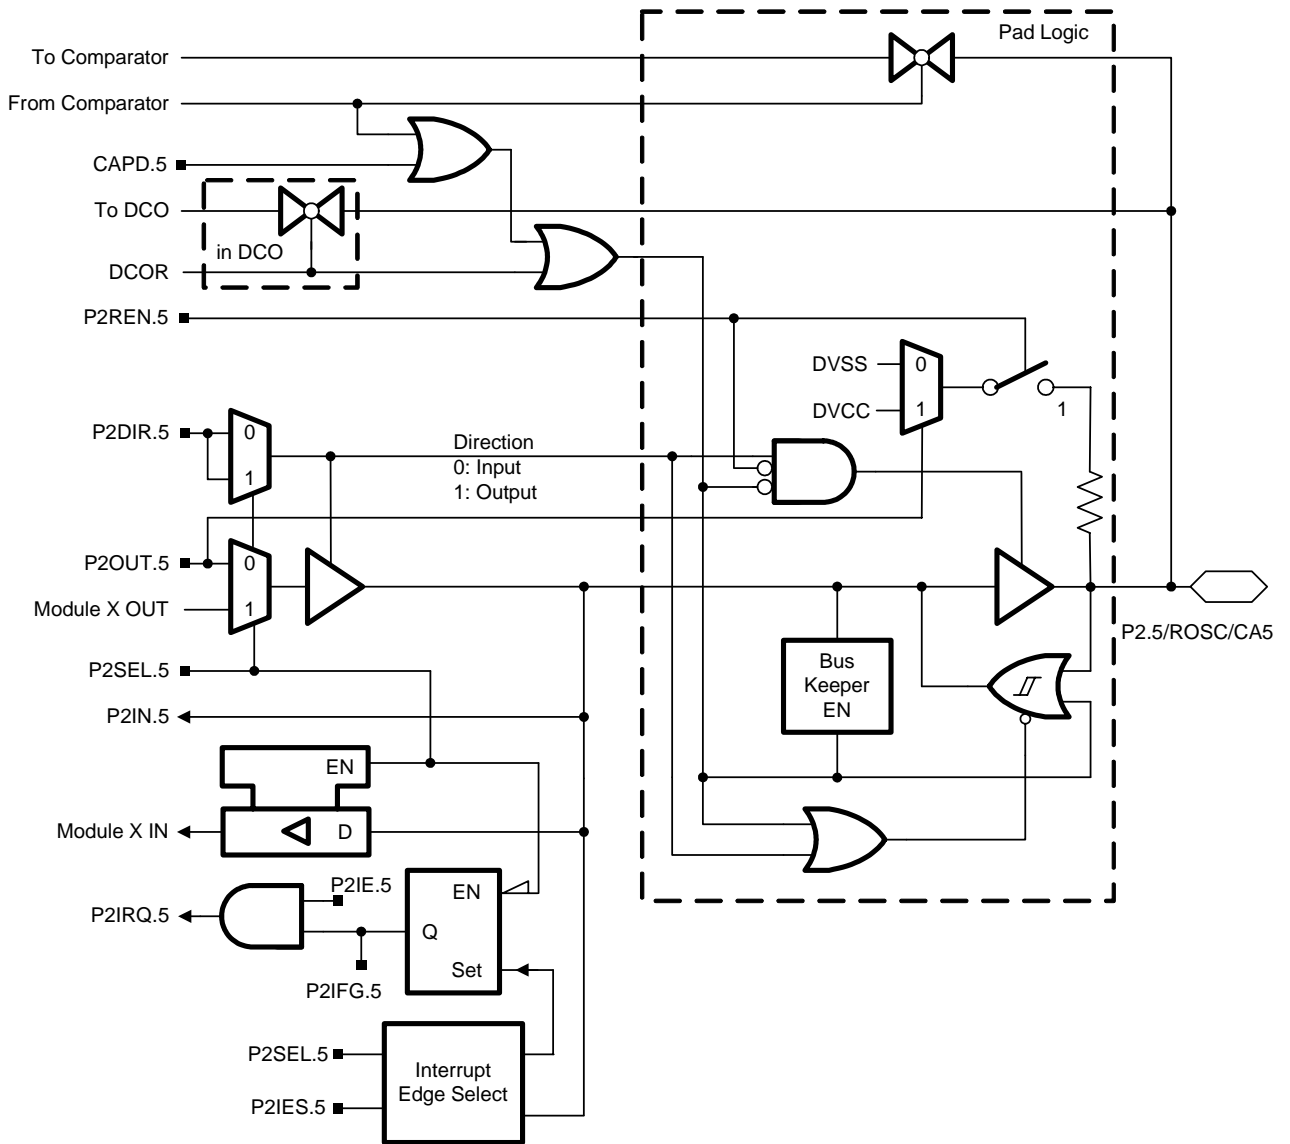 Pad Logic
To Comparator
From Comparator
CAPD.5
To DCO
in DCO
DCOR
P2REN.5
DVSS
0
DVCC
1
1
P2DIR.5
0
1
Direction
0: Input
1: Output
P2OUT.5
0
Module X OUT
1
P2.5/ROSC/CA5
P2SEL.5
Bus
Keeper
EN
P2IN.5
EN
Module X IN
D
P2IE.5
EN
P2IRQ.5
Q
Set
P2IFG.5
P2SEL.5
Interrupt
Edge Select
P2IES.5